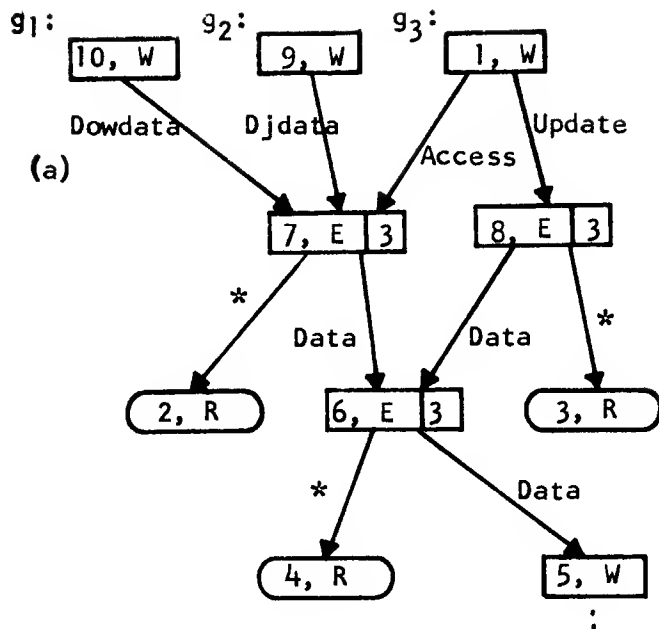 g1: g2: g3:
10, W 9, W 1, W
Dowdata Djdata Access Update
(a)
7, E 3 8, E 3
* Data Data *
2, R 6, E 3 3, R
* Data
4, R 5, W
: